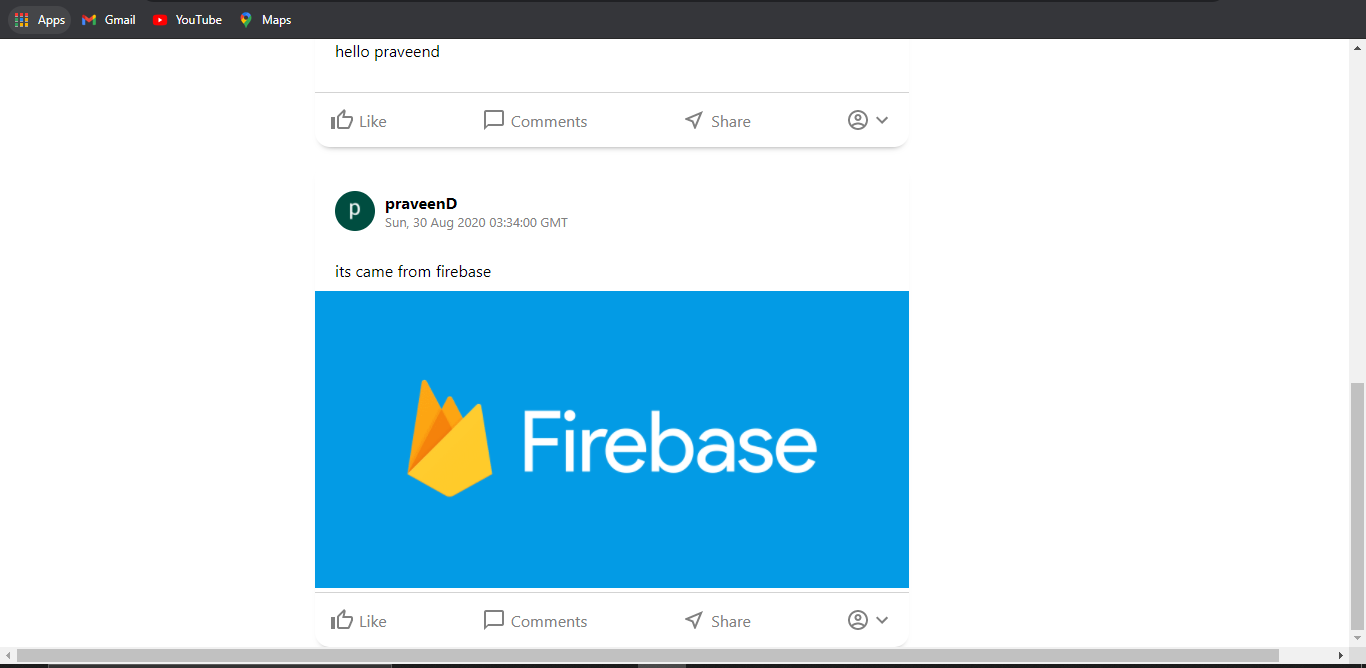 Apps Gmail YouTube Maps
hello praveend
Like Comments Share
p
praveenD
Sun, 30 Aug 2020 03:34:00 GMT
its came from firebase
Firebase
Like Comments Share